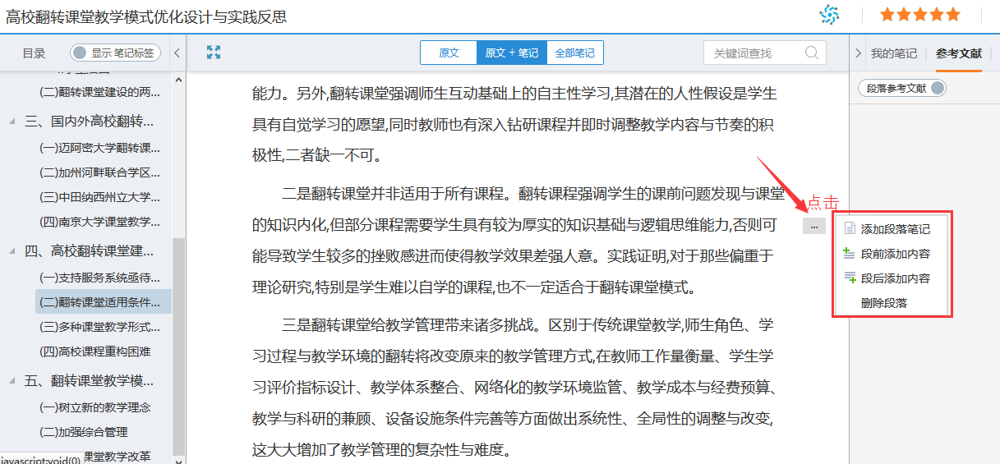 高校翻转课堂教学模式优化设计与实践反思
目录
显示 笔记标签
原文
原文 + 笔记
全部笔记
关键词查找
我的笔记
参考文献
段落参考文献
(二)翻转课堂建设的两...
三、国内外高校翻转...
(一)迈阿密大学翻转课...
(二)加州河畔联合学区...
(三)中田纳西州立大学...
(四)南京大学课堂教学...
四、高校翻转课堂建...
(一)支持服务系统亟待...
(二)翻转课堂适用条件...
(三)多种课堂教学形式...
(四)高校课程重构困难
五、翻转课堂教学模...
(一)树立新的教学理念
(二)加强综合管理
课堂教学改革
javascript:void(0)
能力。另外,翻转课堂强调师生互动基础上的自主性学习,其潜在的人性假设是学生
具有自觉学习的愿望,同时教师也有深入钻研课程并即时调整教学内容与节奏的积
极性,二者缺一不可。
二是翻转课堂并非适用于所有课程。翻转课程强调学生的课前问题发现与课堂
的知识内化,但部分课程需要学生具有较为厚实的知识基础与逻辑思维能力,否则可
能导致学生较多的挫败感进而使得教学效果差强人意。实践证明,对于那些偏重于
理论研究,特别是学生难以自学的课程,也不一定适合于翻转课堂模式。
三是翻转课堂给教学管理带来诸多挑战。区别于传统课堂教学,师生角色、学
习过程与教学环境的翻转将改变原来的教学管理方式,在教师工作量衡量、学生学
习评价指标设计、教学体系整合、网络化的教学环境监管、教学成本与经费预算、
教学与科研的兼顾、设备设施条件完善等方面做出系统性、全局性的调整与改变,
这大大增加了教学管理的复杂性与难度。
点击
...
添加段落笔记
段前添加内容
段后添加内容
删除段落